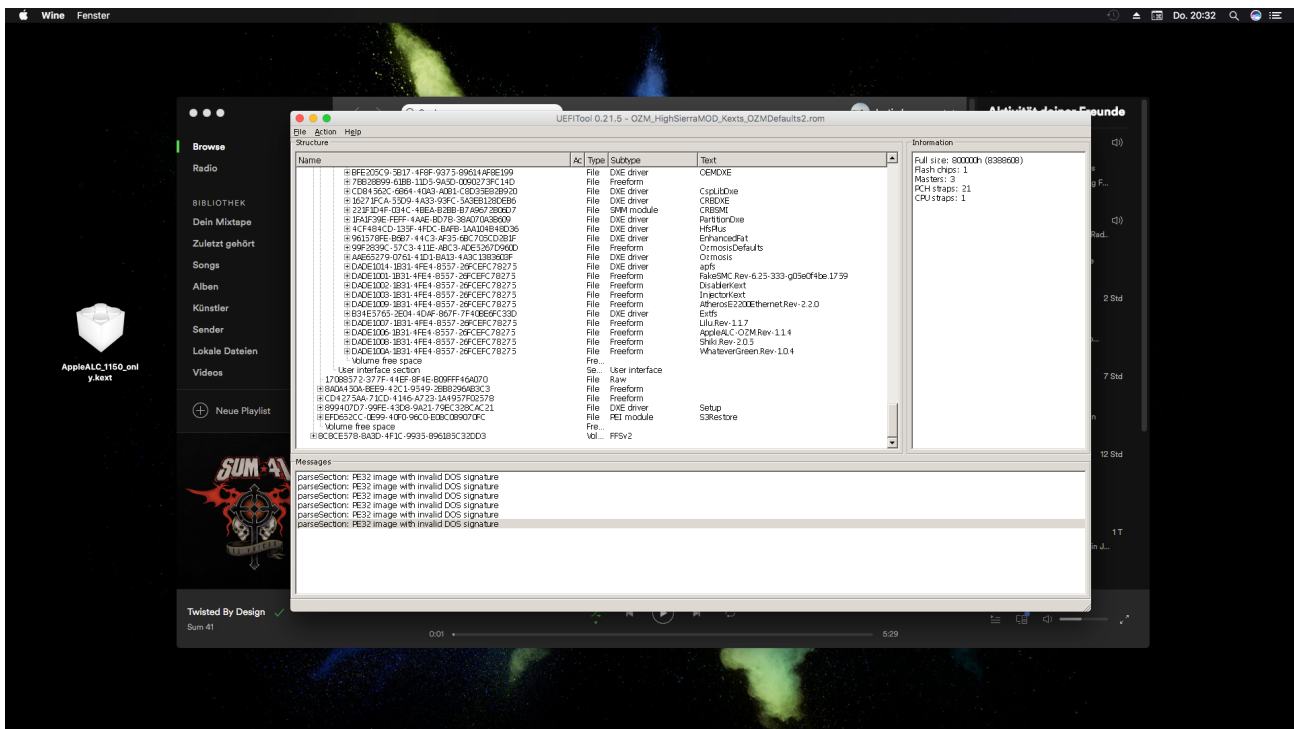 Wine Fenster
Do. 20:32
Browse
Radio
BIBLIOTHEK
Dein Mixtape
Zuletzt gehört
Songs
Alben
Künstler
Sender
Lokale Dateien
Videos
Neue Playlist
SUM 41
Twisted By Design
Sum 41
AppleALC_1150_onl
y.kext
UEFITool 0.21.5 - OZM_HighSierraMOD_Kexts_OZMDefaults2.rom
File Action Help
Structure
Name Ac Type Subtype Text
BFE205C9-5B17-4F8F-9375-89614AF8E199 File DXE driver OEMDXE
7BB28B99-61BB-11D5-9A5D-0090273FC14D File Freeform
CD84562C-6864-40A3-A081-C8D35E82B920 File DXE driver CspLibDxe
16271FCA-55D9-4A33-93FC-5A3EB128DEB6 File DXE driver CRBDXE
221F1D4F-034C-4BEA-B2BB-B7A9672B06D7 File SMM module CRBSMI
1FA1F39E-FEFF-4AAE-BD7B-38A070A3B609 File DXE driver PartitionDxe
4CF484CD-135F-4FDC-BAFB-1AA104B48D36 File DXE driver HfsPlus
961578FE-B6B7-44C3-AF35-6BC705CD2B1F File DXE driver EnhancedFat
99F2839C-57C3-411E-ABC3-ADE5267D960D File Freeform OzmosisDefaults
AAE65279-0761-41D1-BA13-4A3C1383603F File DXE driver Ozmosis
DADE1014-1B31-4FE4-8557-26FCEFC78275 File DXE driver apfs
DADE1001-1B31-4FE4-8557-26FCEFC78275 File Freeform FakeSMC.Rev-6.25-333-g05e0f4be.1759
DADE1002-1B31-4FE4-8557-26FCEFC78275 File Freeform DisablerKext
DADE1003-1B31-4FE4-8557-26FCEFC78275 File Freeform InjectorKext
DADE1009-1B31-4FE4-8557-26FCEFC78275 File Freeform AtherosE2200Ethernet.Rev-2.2.0
B34E5765-2E04-4DAF-867F-7F40BE6FC33D File DXE driver Extfs
DADE1007-1B31-4FE4-8557-26FCEFC78275 File Freeform Lilu.Rev-1.1.7
DADE1006-1B31-4FE4-8557-26FCEFC78275 File Freeform AppleALC-OZM.Rev-1.1.4
DADE1008-1B31-4FE4-8557-26FCEFC78275 File Freeform Shiki.Rev-2.0.5
DADE100A-1B31-4FE4-8557-26FCEFC78275 File Freeform WhateverGreen.Rev-1.0.4
Volume free space Fre...
User interface section Se... User interface
17088572-377F-44EF-8F4E-B09FFF46A070 File Raw
8A0A450A-BEE9-42C1-9549-2BB8296AB3C3 File Freeform
CD4275AA-71CD-4146-A723-1A4957F02578 File Freeform
899407D7-99FE-43D8-9A21-79EC328CAC21 File DXE driver Setup
EFD652CC-0E99-40F0-96C0-E08C089070FC File PEI module S3Restore
Volume free space Fre...
8C8CE578-8A3D-4F1C-9935-896185C32DD3 Vol... FFSv2
Information
Full size: 800000h (8388608)
Flash chips: 1
Masters: 3
PCH straps: 21
CPU straps: 1
Messages
parseSection: PE32 image with invalid DOS signature
parseSection: PE32 image with invalid DOS signature
parseSection: PE32 image with invalid DOS signature
parseSection: PE32 image with invalid DOS signature
parseSection: PE32 image with invalid DOS signature
parseSection: PE32 image with invalid DOS signature
0:01
5:29
2 Std
7 Std
12 Std
1 T